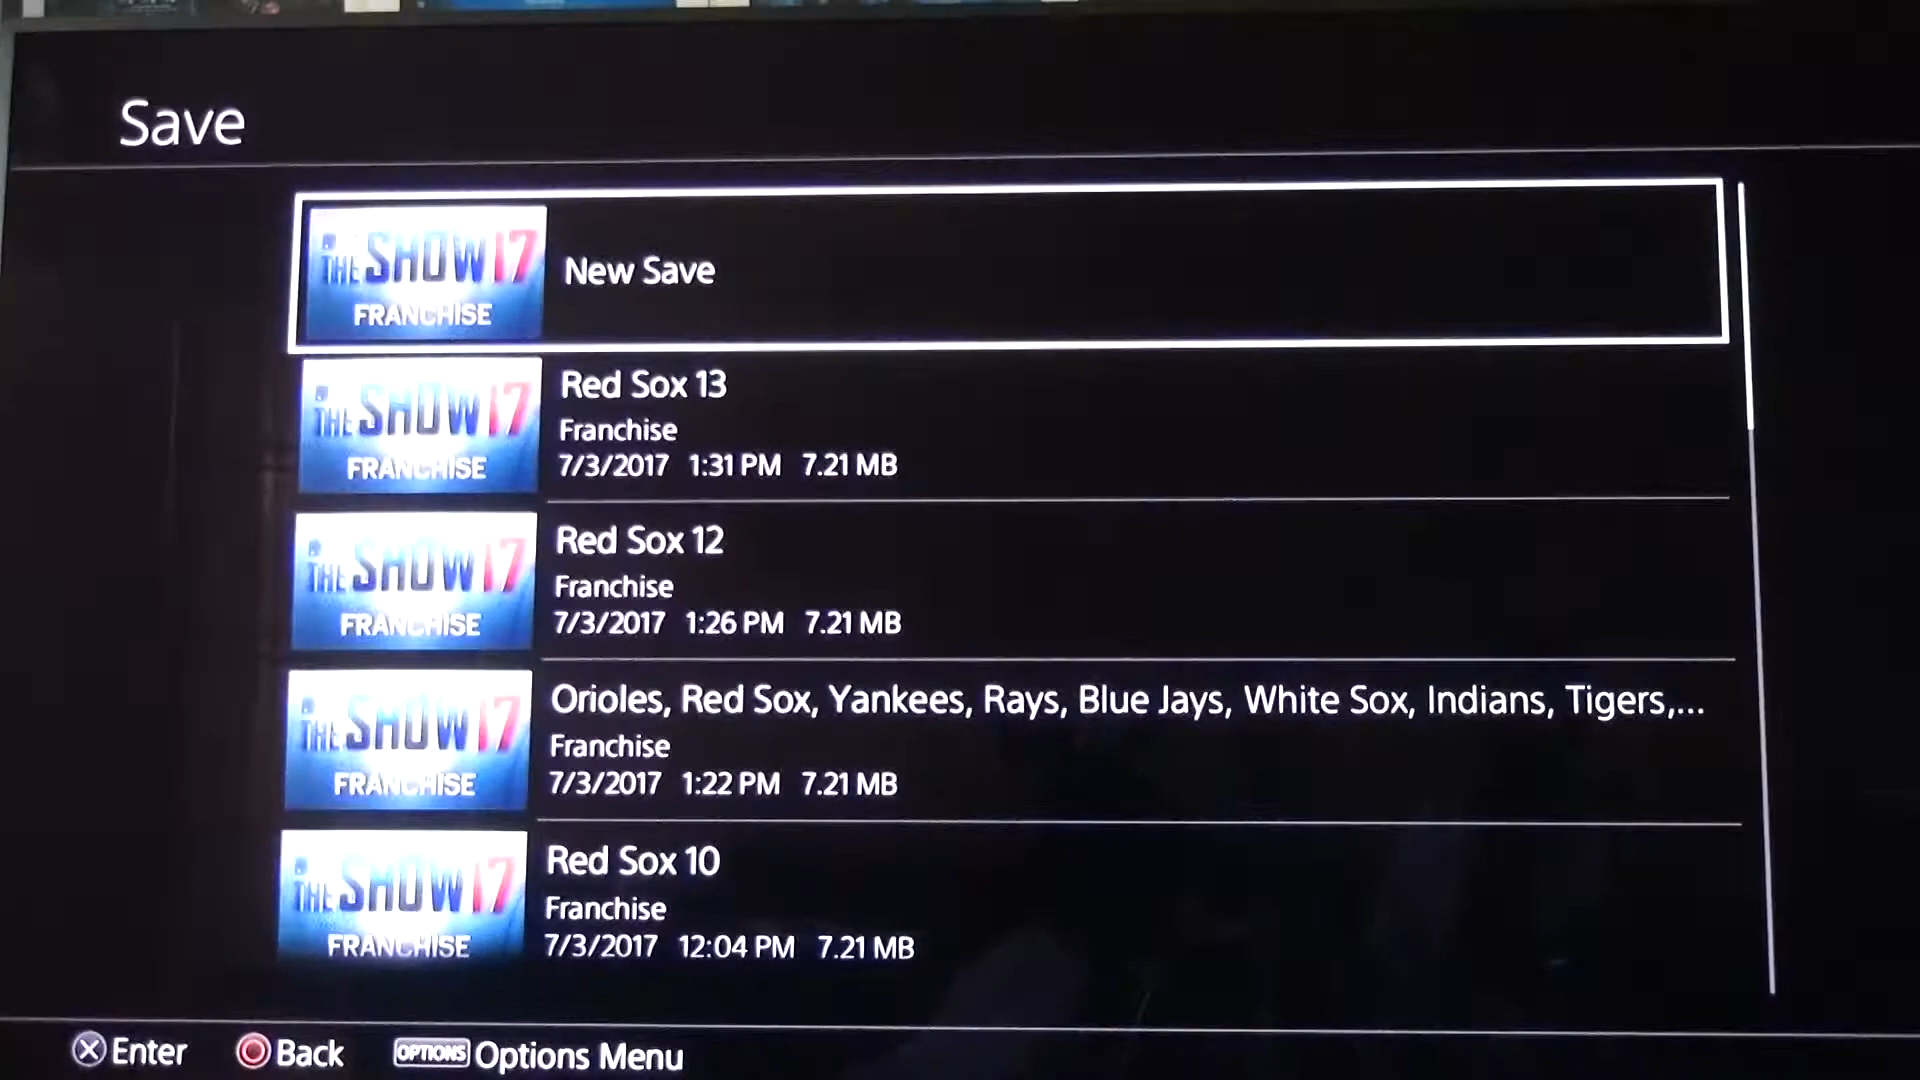 Save
THE SHOW 17
FRANCHISE
New Save
THE SHOW 17
FRANCHISE
Red Sox 13
Franchise
7/3/2017 1:31 PM 7.21 MB
THE SHOW 17
FRANCHISE
Red Sox 12
Franchise
7/3/2017 1:26 PM 7.21 MB
THE SHOW 17
FRANCHISE
Orioles, Red Sox, Yankees, Rays, Blue Jays, White Sox, Indians, Tigers,...
Franchise
7/3/2017 1:22 PM 7.21 MB
THE SHOW 17
FRANCHISE
Red Sox 10
Franchise
7/3/2017 12:04 PM 7.21 MB
Enter Back OPTIONS Options Menu